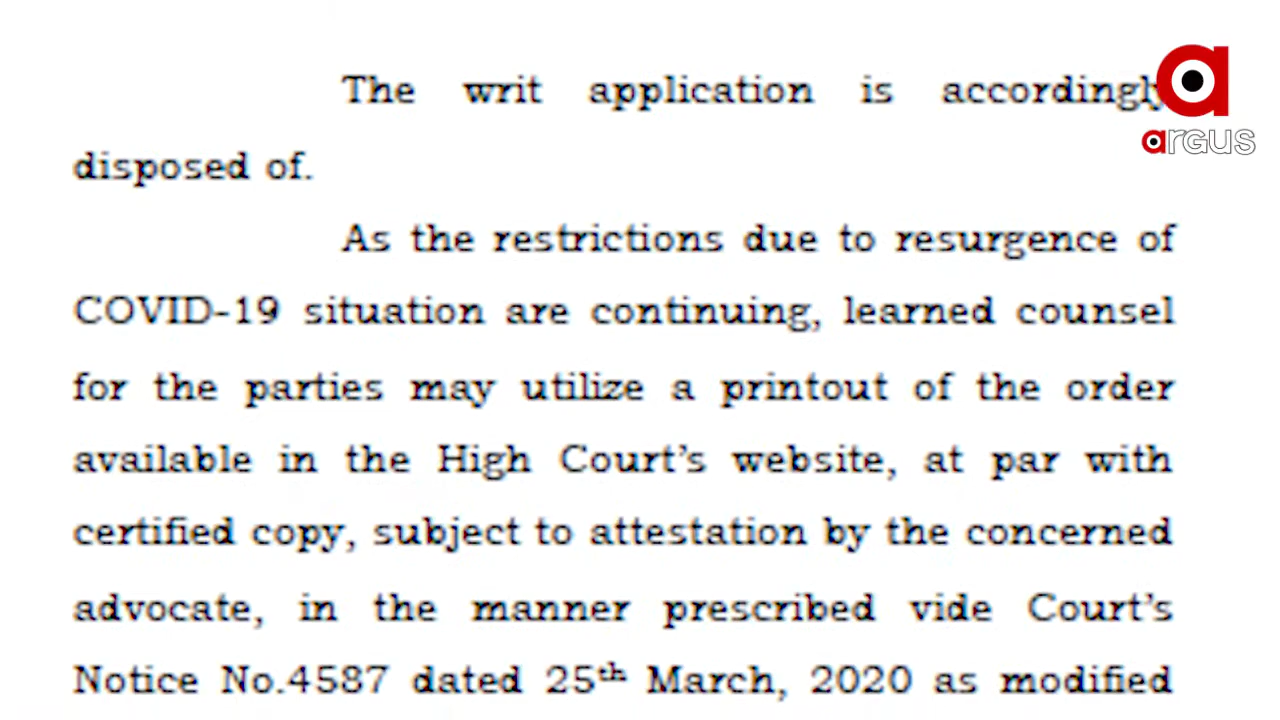 The writ application is accordingly
disposed of.
As the restrictions due to resurgence of
COVID-19 situation are continuing, learned counsel
for the parties may utilize a printout of the order
available in the High Court's website, at par with
certified copy, subject to attestation by the concerned
advocate, in the manner prescribed vide Court's
Notice No.4587 dated 25th March, 2020 as modified
a
argus